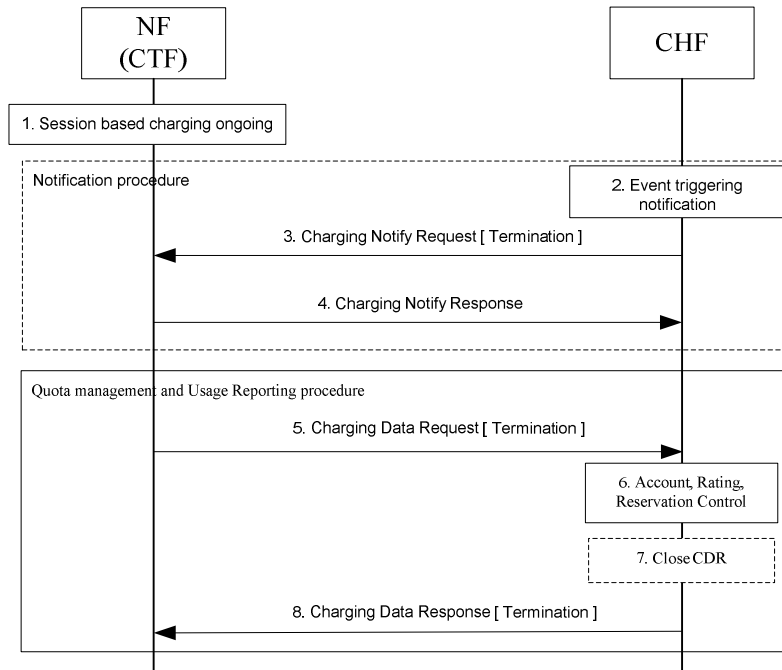 NF
(CTF)
CHF
1. Session based charging ongoing
Notification procedure
2. Event triggering
notification
3. Charging Notify Request [ Termination ]
4. Charging Notify Response
Quota management and Usage Reporting procedure
5. Charging Data Request [ Termination ]
6. Account, Rating,
Reservation Control
7. Close CDR
8. Charging Data Response [ Termination ]